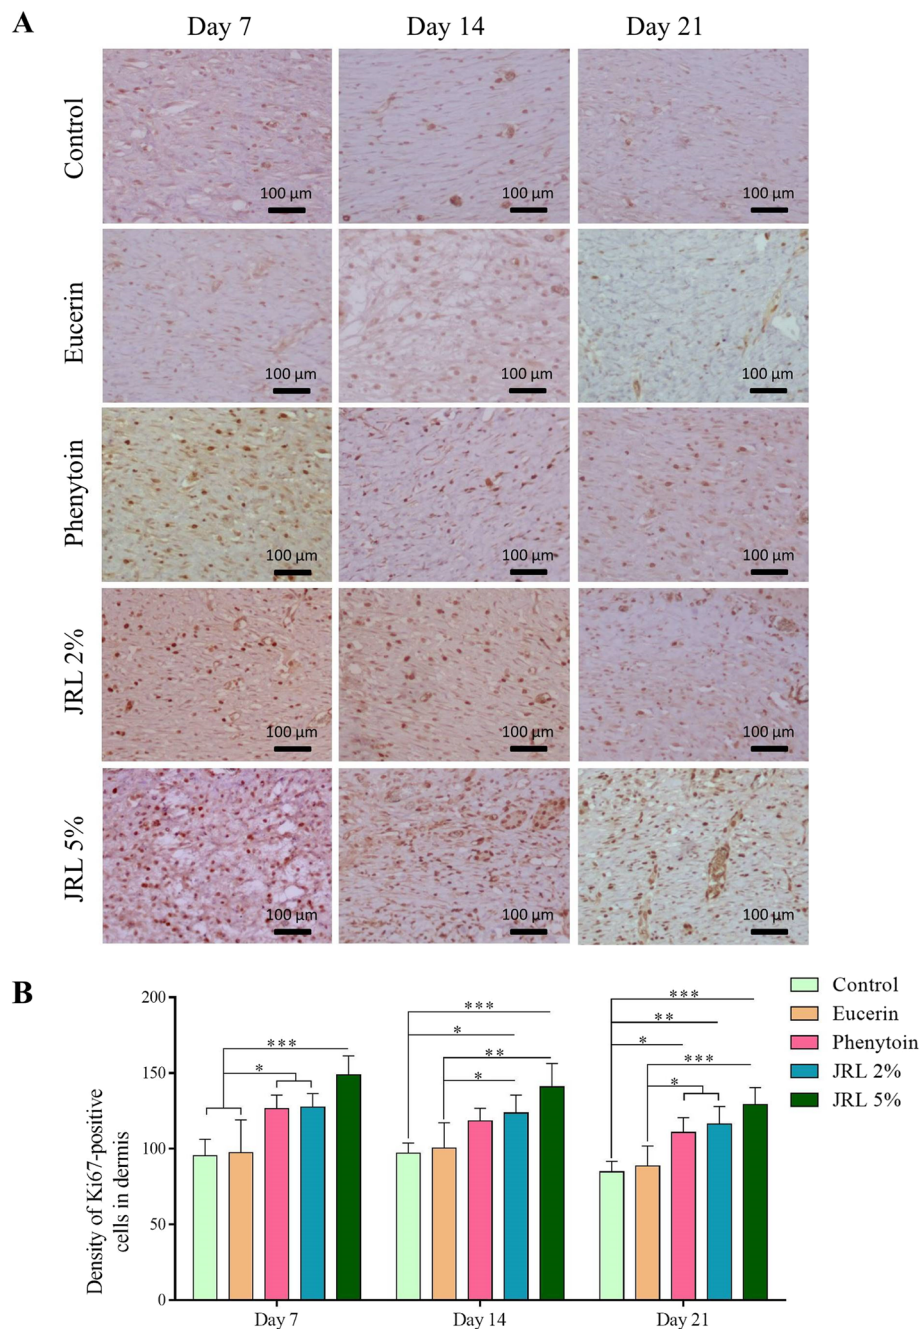 A
Day 7 Day 14 Day 21
Control
100 µm 100 µm 100 µm
Eucerin
100 µm 100 µm 100 µm
Phenytoin
100 µm 100 µm 100 µm
JRL 2%
100 µm 100 µm 100 µm
JRL 5%
100 µm 100 µm 100 µm
B
Density of Ki67-positive
cells in dermis
200
150
100
50
0
*** * *** * ** * *** ** * *** *
Day 7 Day 14 Day 21
Control
Eucerin
Phenytoin
JRL 2%
JRL 5%